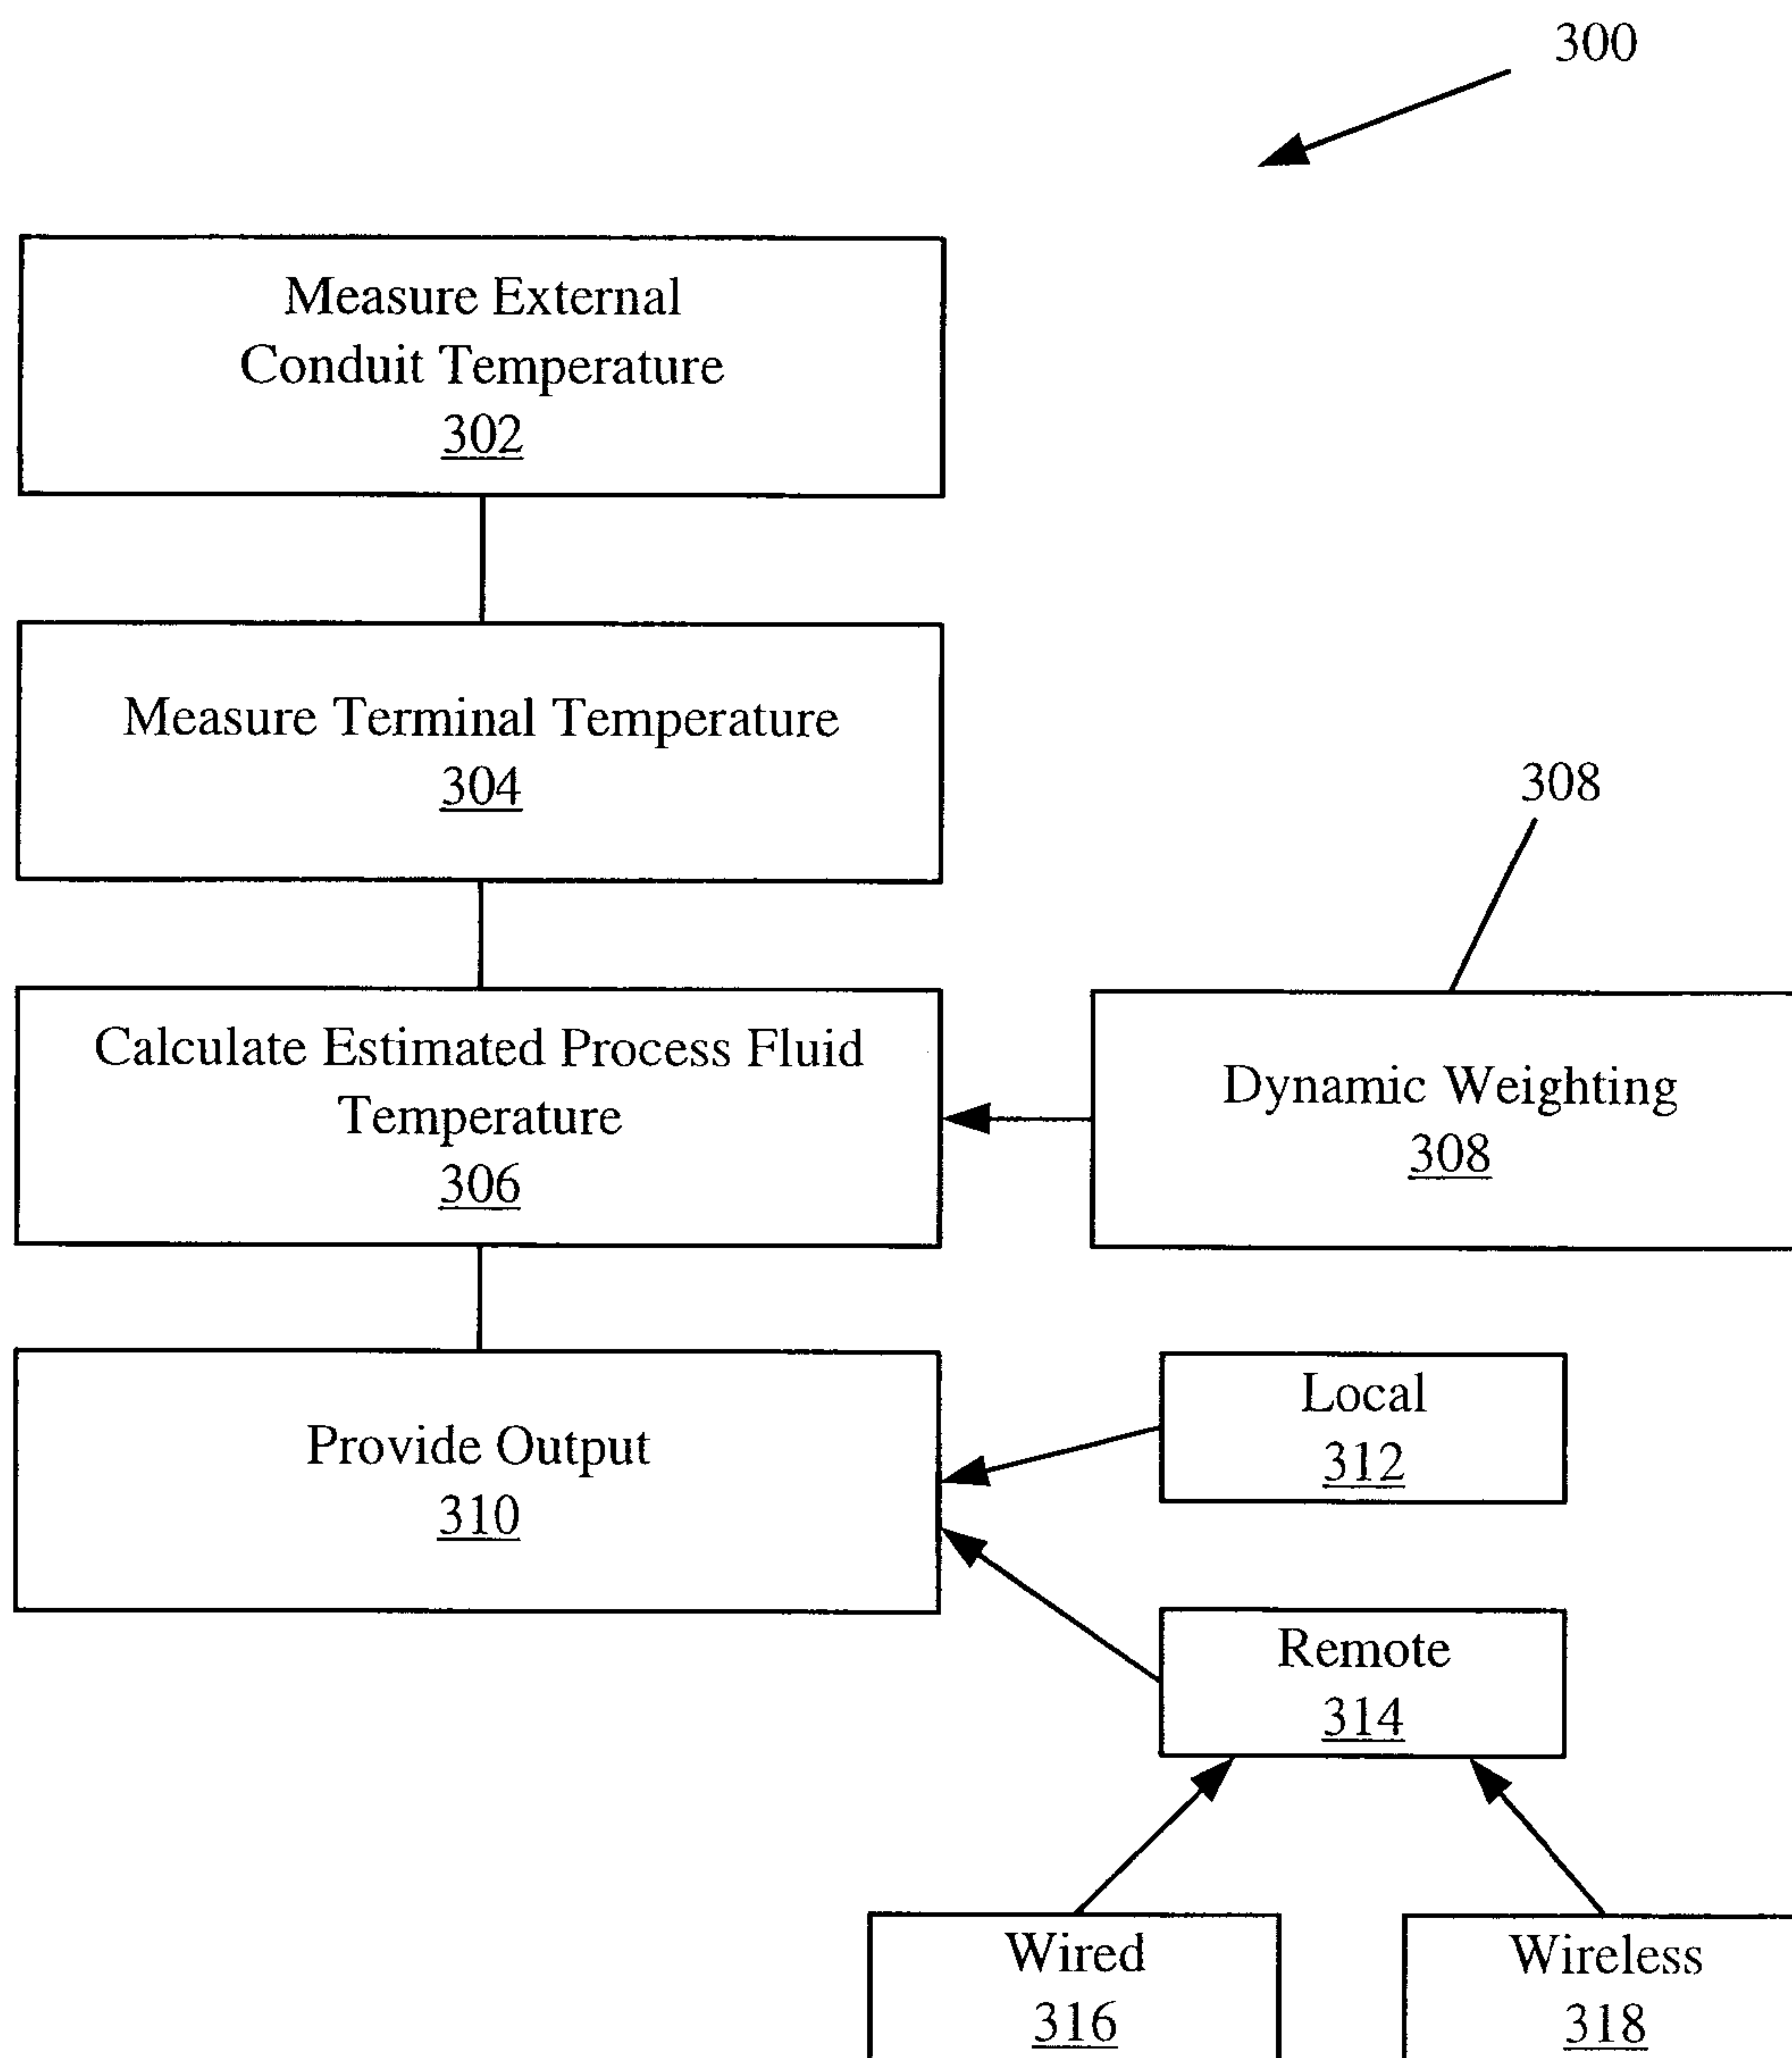 300
Measure External
Conduit Temperature
302
Measure Terminal Temperature
304
308
Calculate Estimated Process Fluid
Temperature
306
Dynamic Weighting
308
Provide Output
310
Local
312
Remote
314
Wired
316
Wireless
318